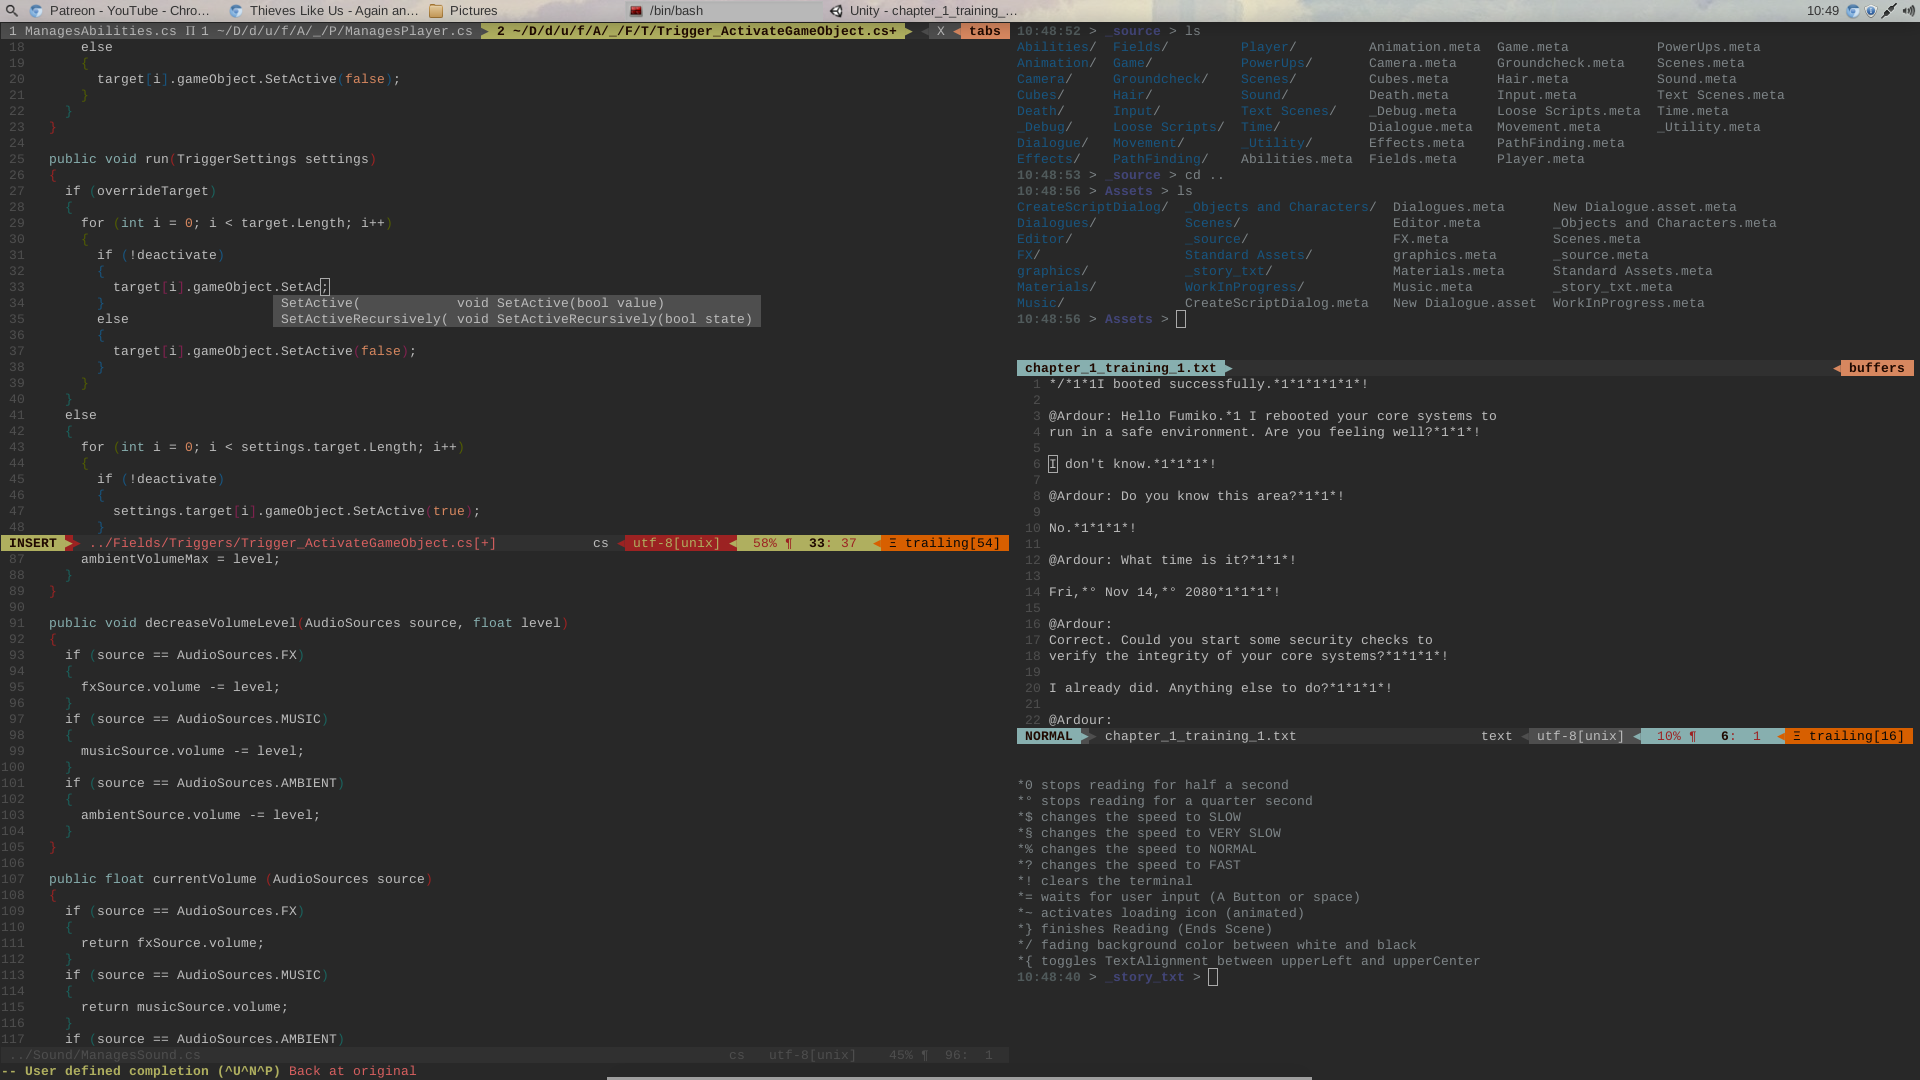 Patreon - YouTube - Chro... Thieves Like Us - Again an... Pictures /bin/bash Unity - chapter_1_training_... 10:49
1 ManagesAbilities.cs Π 1 ~/D/d/u/f/A/_/P/ManagesPlayer.cs 2 ~/D/d/u/f/A/_/F/T/Trigger_ActivateGameObject.cs+ X tabs
18 else
19 {
20 target[i].gameObject.SetActive(false);
21 }
22 }
23 }
24
25 public void run(TriggerSettings settings)
26 {
27 if (overrideTarget)
28 {
29 for (int i = 0; i < target.Length; i++)
30 {
31 if (!deactivate)
32 {
33 target[i].gameObject.SetAc;
34 }
SetActive( void SetActive(bool value)
35 else
SetActiveRecursively( void SetActiveRecursively(bool state)
36 {
37 target[i].gameObject.SetActive(false);
38 }
39 }
40 }
41 else
42 {
43 for (int i = 0; i < settings.target.Length; i++)
44 {
45 if (!deactivate)
46 {
47 settings.target[i].gameObject.SetActive(true);
48 }
INSERT ../Fields/Triggers/Trigger_ActivateGameObject.cs[+] cs utf-8[unix] 58% ¶ 33: 37 Ξ trailing[54]
87 ambientVolumeMax = level;
88 }
89 }
90
91 public void decreaseVolumeLevel(AudioSources source, float level)
92 {
93 if (source == AudioSources.FX)
94 {
95 fxSource.volume -= level;
96 }
97 if (source == AudioSources.MUSIC)
98 {
99 musicSource.volume -= level;
100 }
101 if (source == AudioSources.AMBIENT)
102 {
103 ambientSource.volume -= level;
104 }
105 }
106
107 public float currentVolume (AudioSources source)
108 {
109 if (source == AudioSources.FX)
110 {
111 return fxSource.volume;
112 }
113 if (source == AudioSources.MUSIC)
114 {
115 return musicSource.volume;
116 }
117 if (source == AudioSources.AMBIENT)
../Sound/ManagesSound.cs cs utf-8[unix] 45% ¶ 96: 1
-- User defined completion (^U^N^P) Back at original
10:48:52 > _source > ls
Abilities/ Fields/ Player/ Animation.meta Game.meta PowerUps.meta
Animation/ Game/ PowerUps/ Camera.meta Groundcheck.meta Scenes.meta
Camera/ Groundcheck/ Scenes/ Cubes.meta Hair.meta Sound.meta
Cubes/ Hair/ Sound/ Death.meta Input.meta Text Scenes.meta
Death/ Input/ Text Scenes/ _Debug.meta Loose Scripts.meta Time.meta
_Debug/ Loose Scripts/ Time/ Dialogue.meta Movement.meta _Utility.meta
Dialogue/ Movement/ _Utility/ Effects.meta PathFinding.meta
Effects/ PathFinding/ Abilities.meta Fields.meta Player.meta
10:48:53 > _source > cd ..
10:48:56 > Assets > ls
CreateScriptDialog/ _Objects and Characters/ Dialogues.meta New Dialogue.asset.meta
Dialogues/ Scenes/ Editor.meta _Objects and Characters.meta
Editor/ _source/ FX.meta Scenes.meta
FX/ Standard Assets/ graphics.meta _source.meta
graphics/ _story_txt/ Materials.meta Standard Assets.meta
Materials/ WorkInProgress/ Music.meta _story_txt.meta
Music/ CreateScriptDialog.meta New Dialogue.asset WorkInProgress.meta
10:48:56 > Assets >
chapter_1_training_1.txt buffers
1 */*1*1I booted successfully.*1*1*1*1*!
2
3 @Ardour: Hello Fumiko.*1 I rebooted your core systems to
4 run in a safe environment. Are you feeling well?*1*1*!
5
6 I don't know.*1*1*1*!
7
8 @Ardour: Do you know this area?*1*1*!
9
10 No.*1*1*1*!
11
12 @Ardour: What time is it?*1*1*!
13
14 Fri,*° Nov 14,*° 2080*1*1*1*!
15
16 @Ardour:
17 Correct. Could you start some security checks to
18 verify the integrity of your core systems?*1*1*1*!
19
20 I already did. Anything else to do?*1*1*1*!
21
22 @Ardour:
NORMAL chapter_1_training_1.txt text utf-8[unix] 10% ¶ 6: 1 Ξ trailing[16]
*0 stops reading for half a second
*° stops reading for a quarter second
*$ changes the speed to SLOW
*§ changes the speed to VERY SLOW
*% changes the speed to NORMAL
*? changes the speed to FAST
*! clears the terminal
*= waits for user input (A Button or space)
*~ activates loading icon (animated)
*} finishes Reading (Ends Scene)
*/ fading background color between white and black
*{ toggles TextAlignment between upperLeft and upperCenter
10:48:40 > _story_txt >